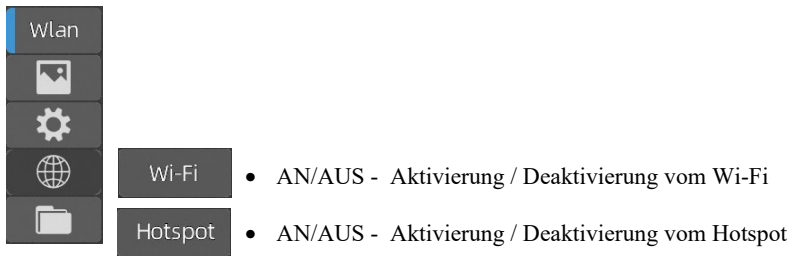 Wlan
Wi-Fi • AN/AUS - Aktivierung / Deaktivierung vom Wi-Fi
Hotspot • AN/AUS - Aktivierung / Deaktivierung vom Hotspot